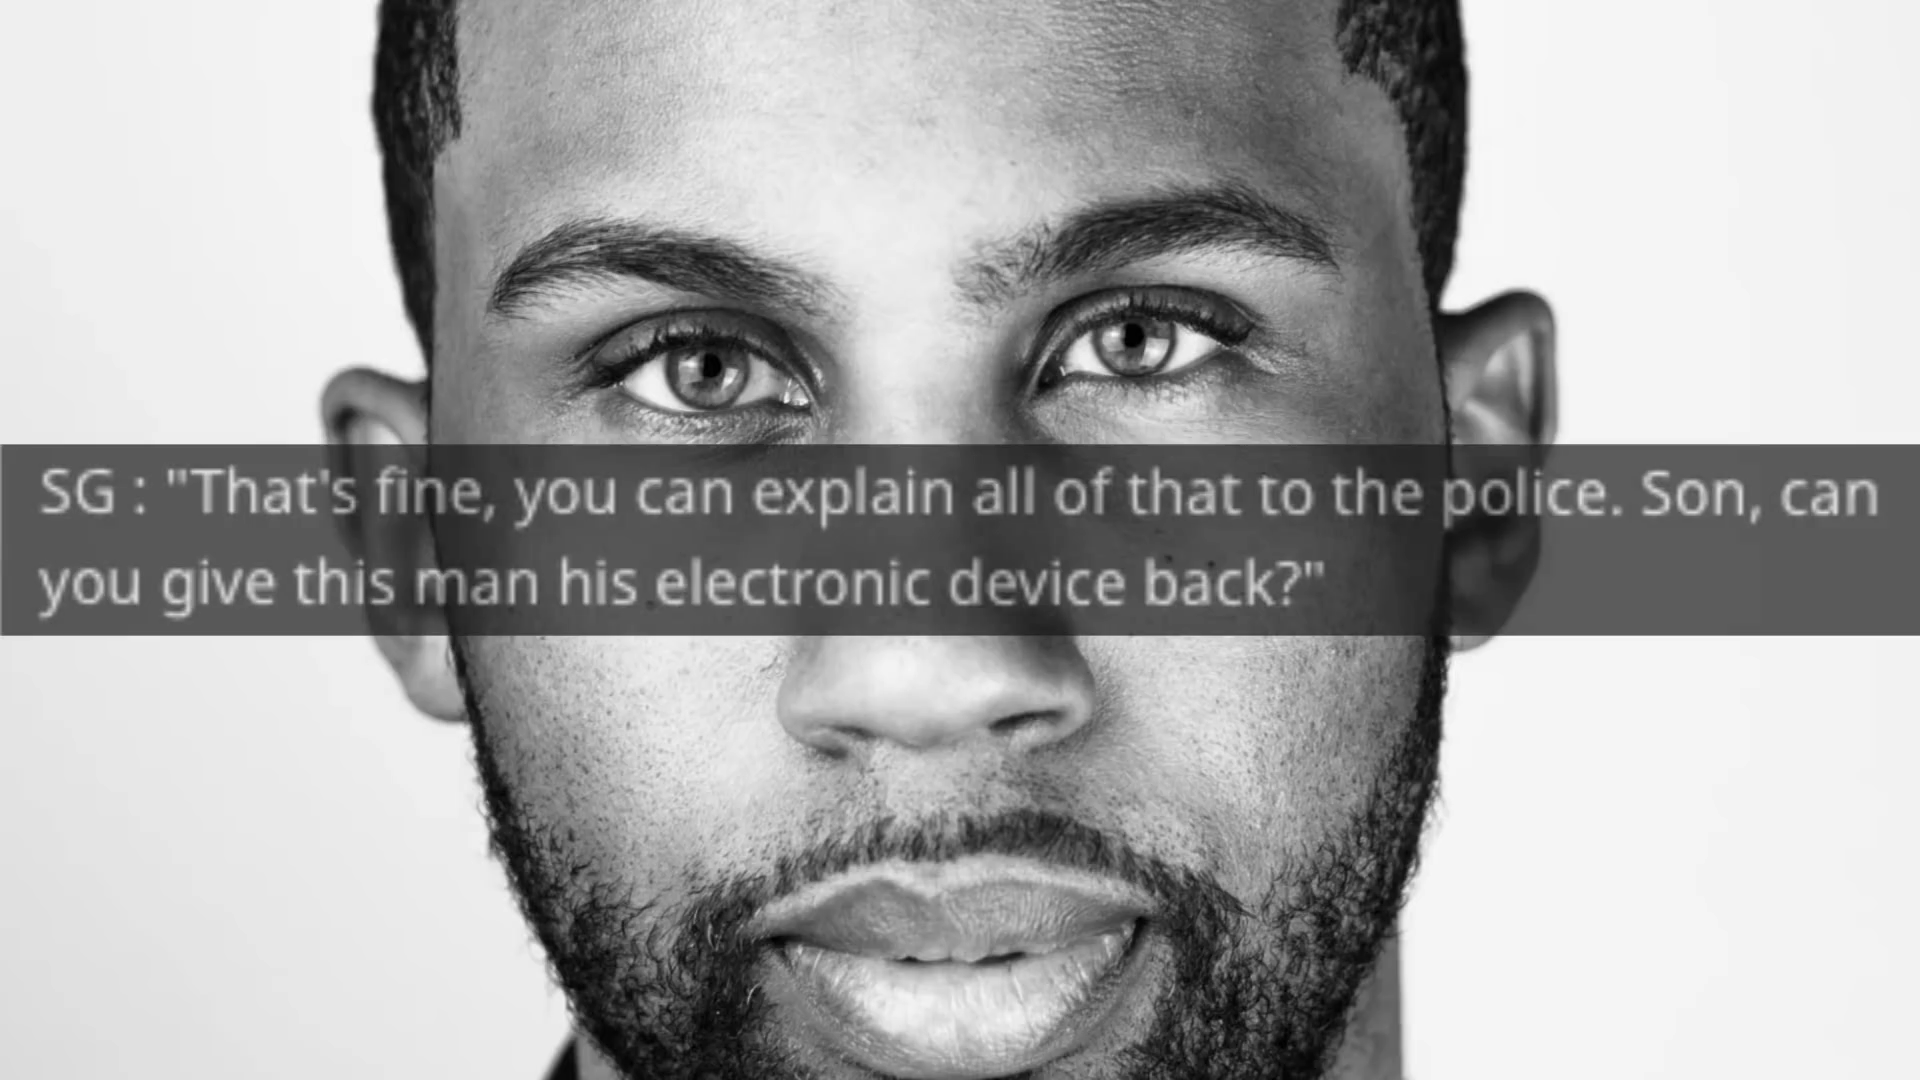 SG : "That's fine, you can explain all of that to the police. Son, can
you give this man his electronic device back?"